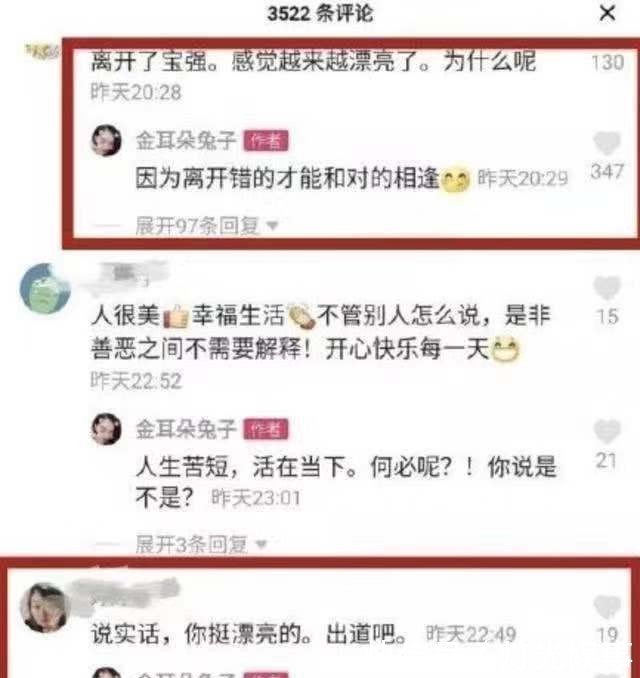 3522 条评论
离开了宝强。感觉越来越漂亮了。为什么呢
130
昨天20:28
金耳朵兔子 作者
因为离开错的才能和对的相逢 昨天20:29
347
展开97条回复
人很美 幸福生活 不管别人怎么说，是非
15
善恶之间不需要解释！开心快乐每一天
昨天22:52
金耳朵兔子 作者
人生苦短，活在当下。何必呢？！你说是
21
不是？ 昨天23:01
展开3条回复
说实话，你挺漂亮的。出道吧。 昨天22:49
19
金耳朵兔子 作者